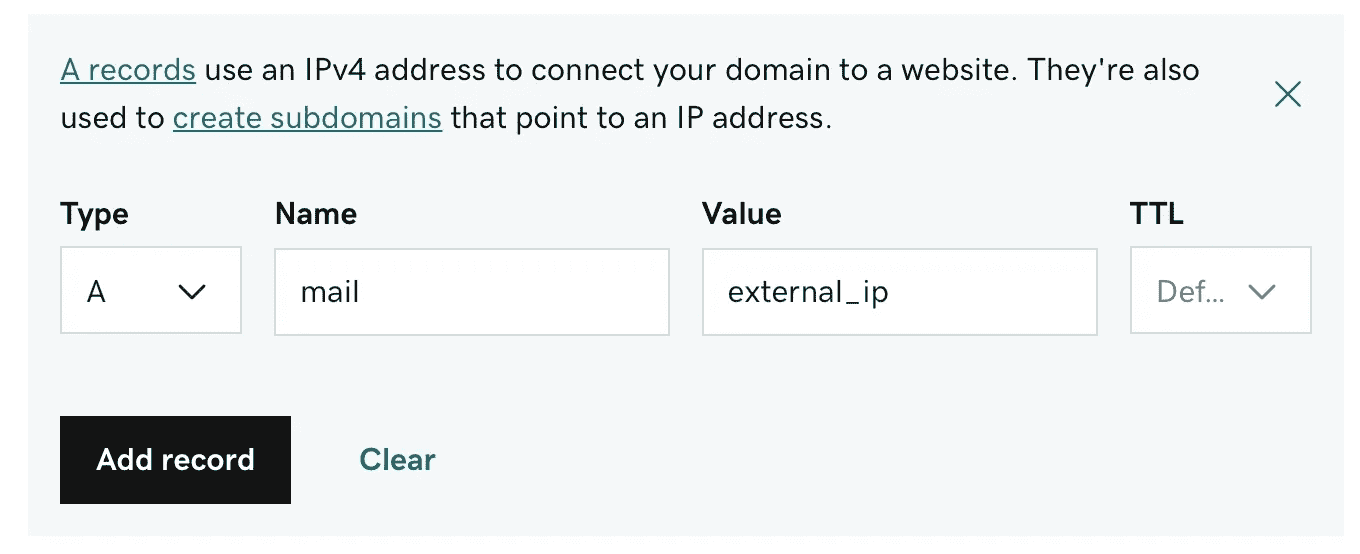 A records use an IPv4 address to connect your domain to a website. They're also
used to create subdomains that point to an IP address.
Type Name Value TTL
A mail external_ip Def...
Add record Clear